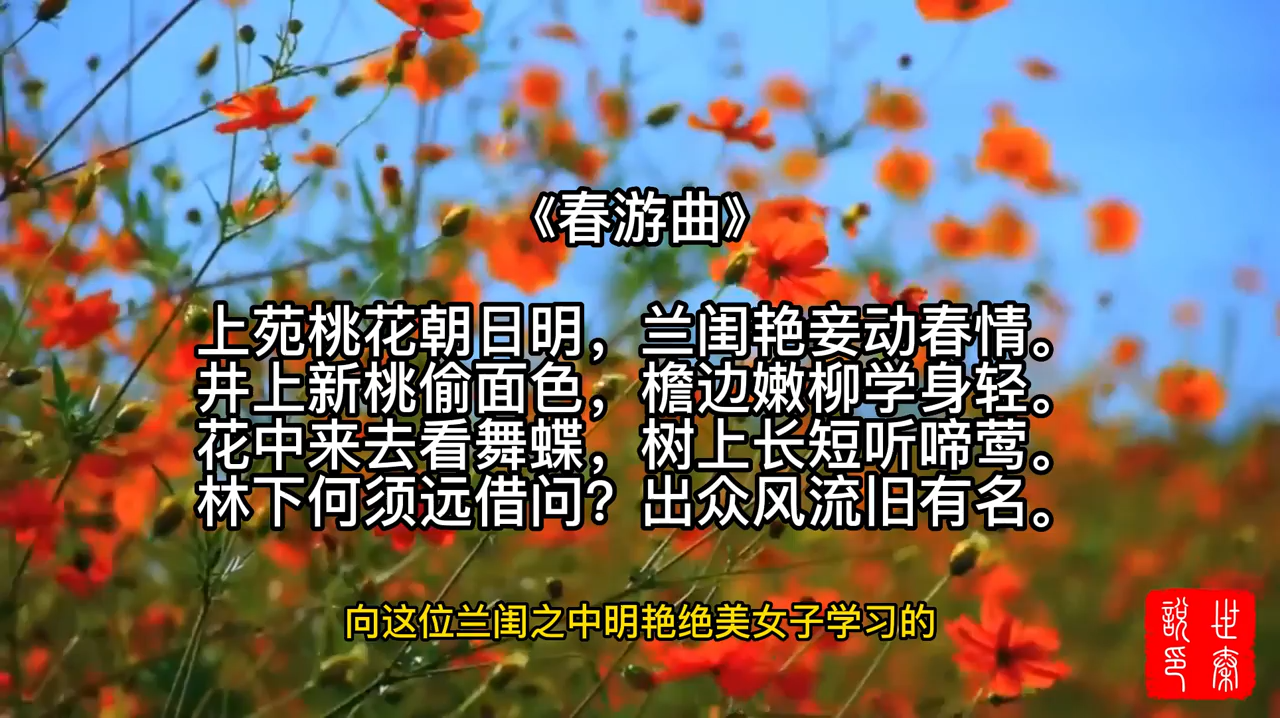 《春游曲》
上苑桃花朝日明，兰闺艳妾动春情。
井上新桃偷面色，檐边嫩柳学身轻。
花中来去看舞蝶，树上长短听啼莺。
林下何须远借问？出众风流旧有名。
向这位兰闺之中明艳绝美女子学习的